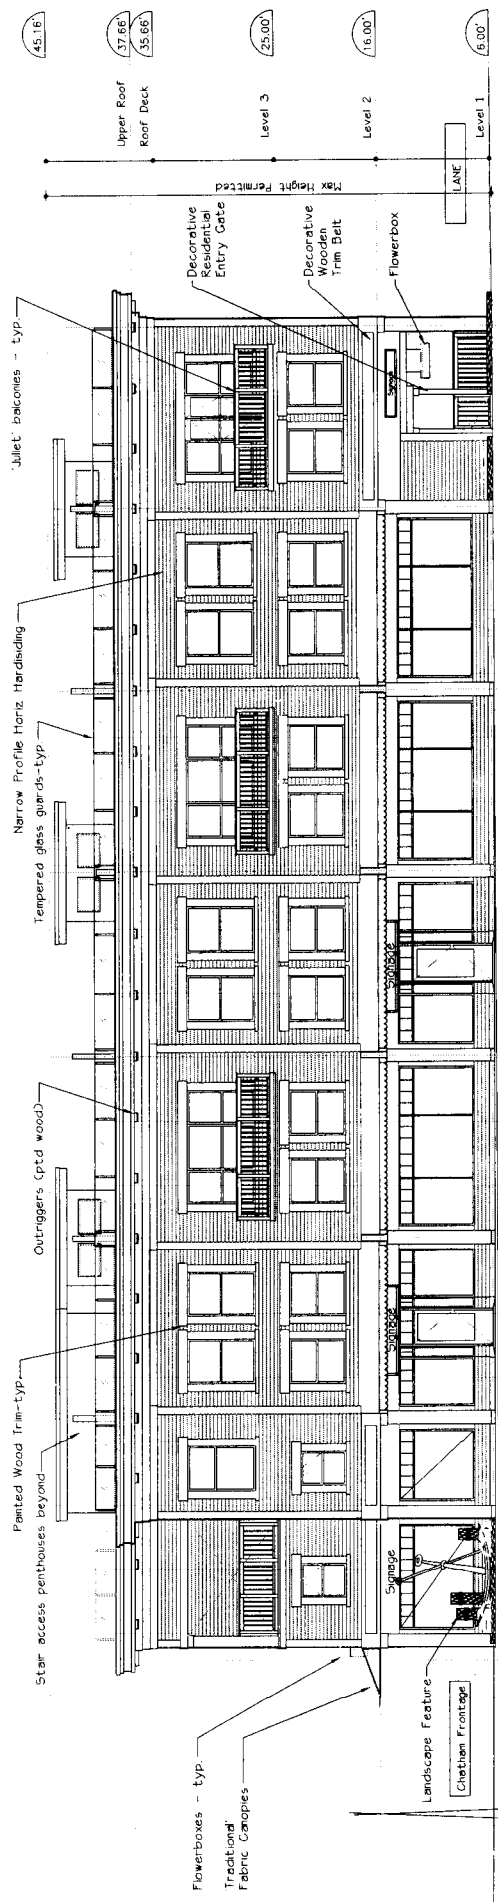 45.16'
37.66'
35.66'
25.00'
16.00'
6.00'
Upper Roof
Roof Deck
Level 3
Level 2
Level 1
Max Height Permitted
LANE
'Juliet' balconies - typ.
Decorative
Residential
Entry Gate
Decorative
Wooden
Trim Belt
Flowerbox
Signage
Narrow Profile Horiz Hardisiding
Tempered glass guards-typ
Signage
Outriggers (ptd wood)
Signage
Painted Wood Trim-typ.
Stair access penthouses beyond
Signage
Flowerboxes - typ.
Traditional
Fabric Canopies
Landscape Feature
Chatham Frontage